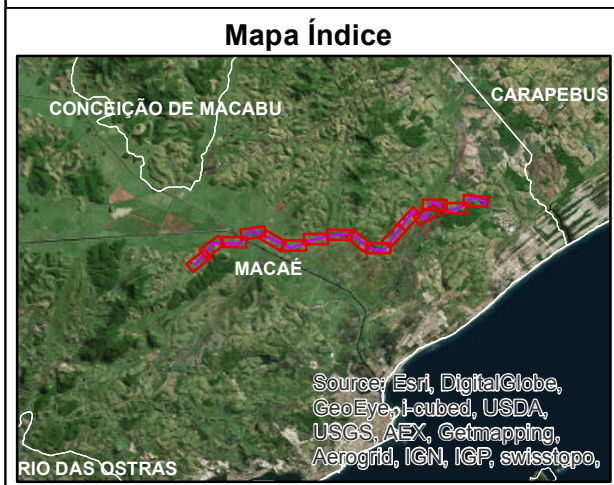 Mapa Índice
CONCEIÇÃO DE MACABU
CARAPEBUS
MACAÉ
Source: Esri, DigitalGlobe,
GeoEye, i-cubed, USDA,
USGS, AEX, Getmapping,
Aerogrid, IGN, IGP, swisstopo,
RIO DAS OSTRAS